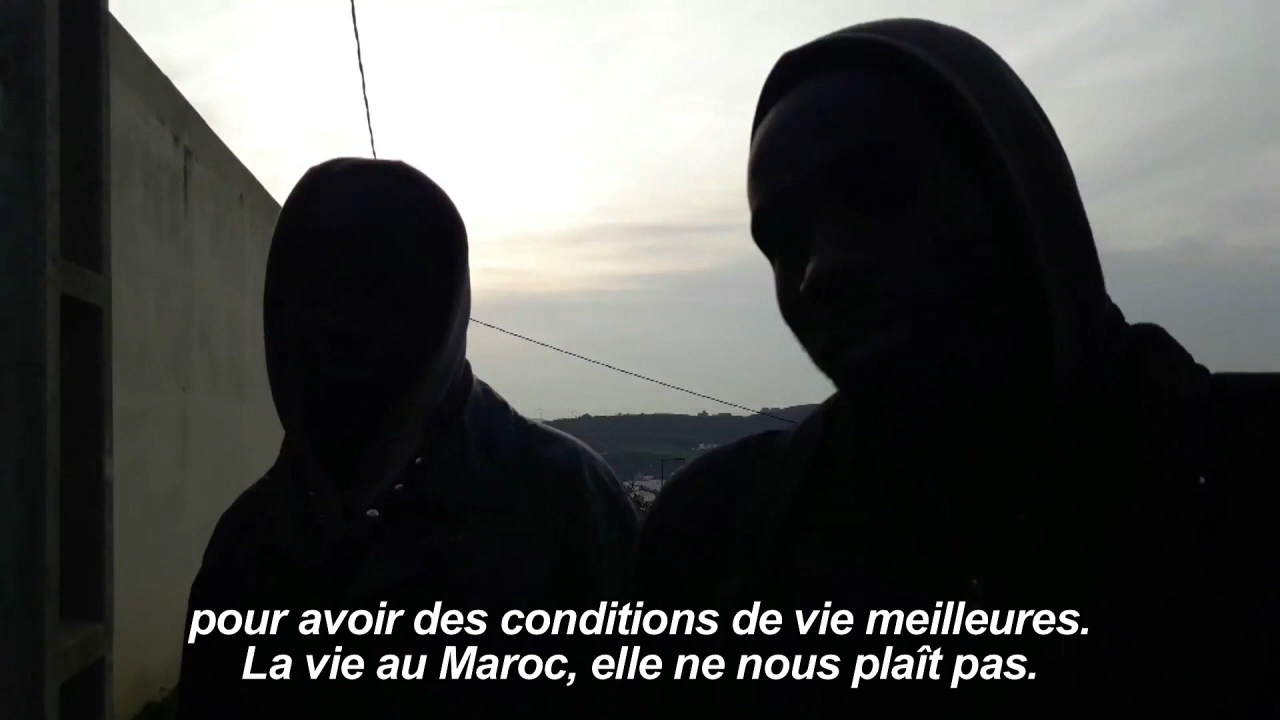 pour avoir des conditions de vie meilleures.
La vie au Maroc, elle ne nous plaît pas.